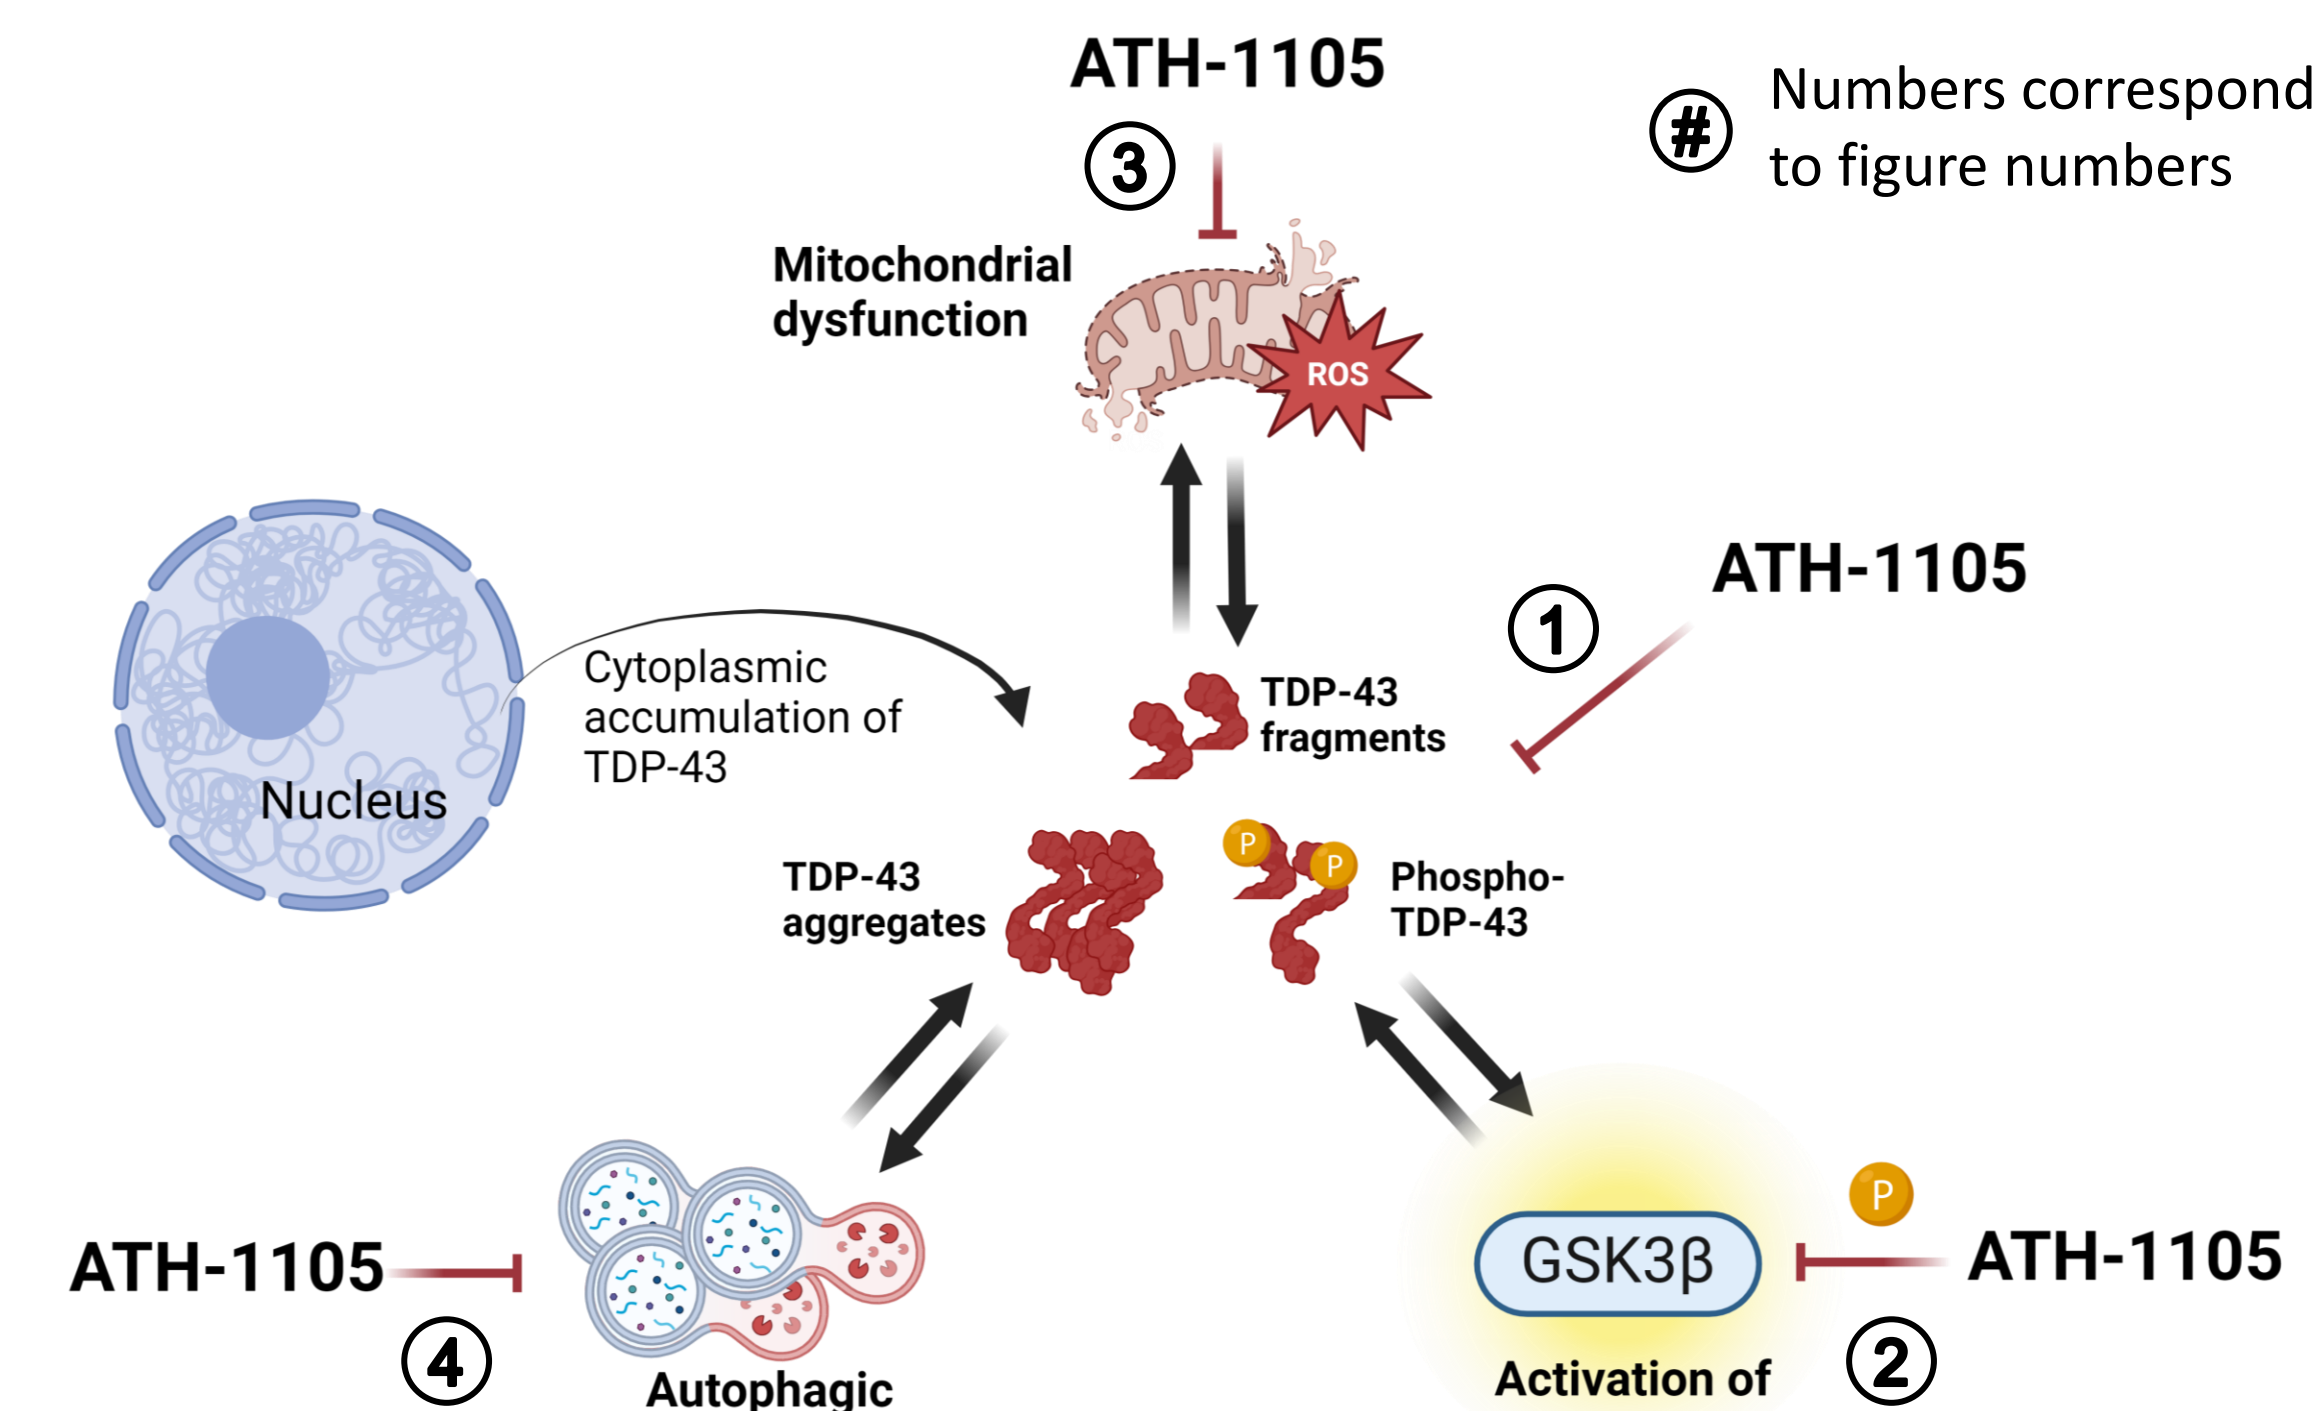 ATH-1105
3
#
Numbers correspond
to figure numbers
Mitochondrial
dysfunction
ROS
ATH-1105
1
Cytoplasmic
accumulation of
TDP-43
Nucleus
TDP-43
fragments
TDP-43
aggregates
P
P
Phospho-
TDP-43
P
GSK3β
ATH-1105
2
Activation of
ATH-1105
4
Autophagic